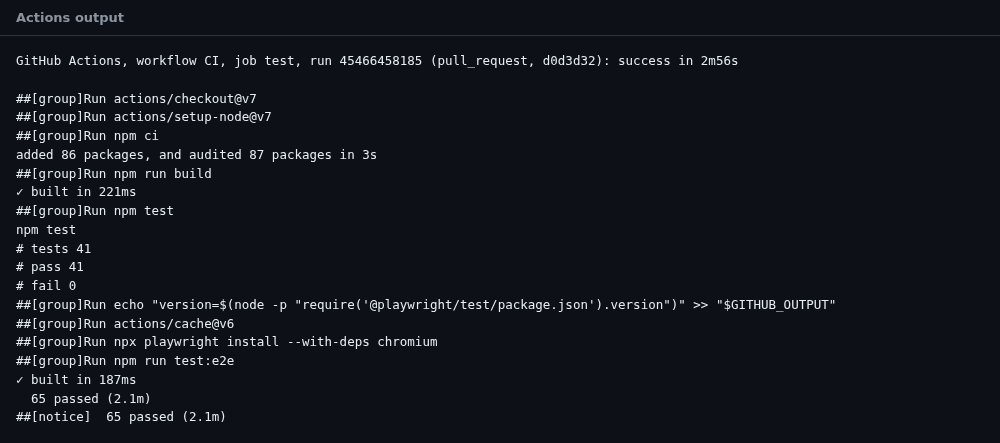 Actions output
GitHub Actions, workflow CI, job test, run 45466458185 (pull_request, d0d3d32): success in 2m56s
##[group]Run actions/checkout@v7
##[group]Run actions/setup-node@v7
##[group]Run npm ci
added 86 packages, and audited 87 packages in 3s
##[group]Run npm run build
✓ built in 221ms
##[group]Run npm test
npm test
# tests 41
# pass 41
# fail 0
##[group]Run echo "version=$(node -p "require('@playwright/test/package.json').version")" >> "$GITHUB_OUTPUT"
##[group]Run actions/cache@v6
##[group]Run npx playwright install --with-deps chromium
##[group]Run npm run test:e2e
✓ built in 187ms
  65 passed (2.1m)
##[notice]  65 passed (2.1m)